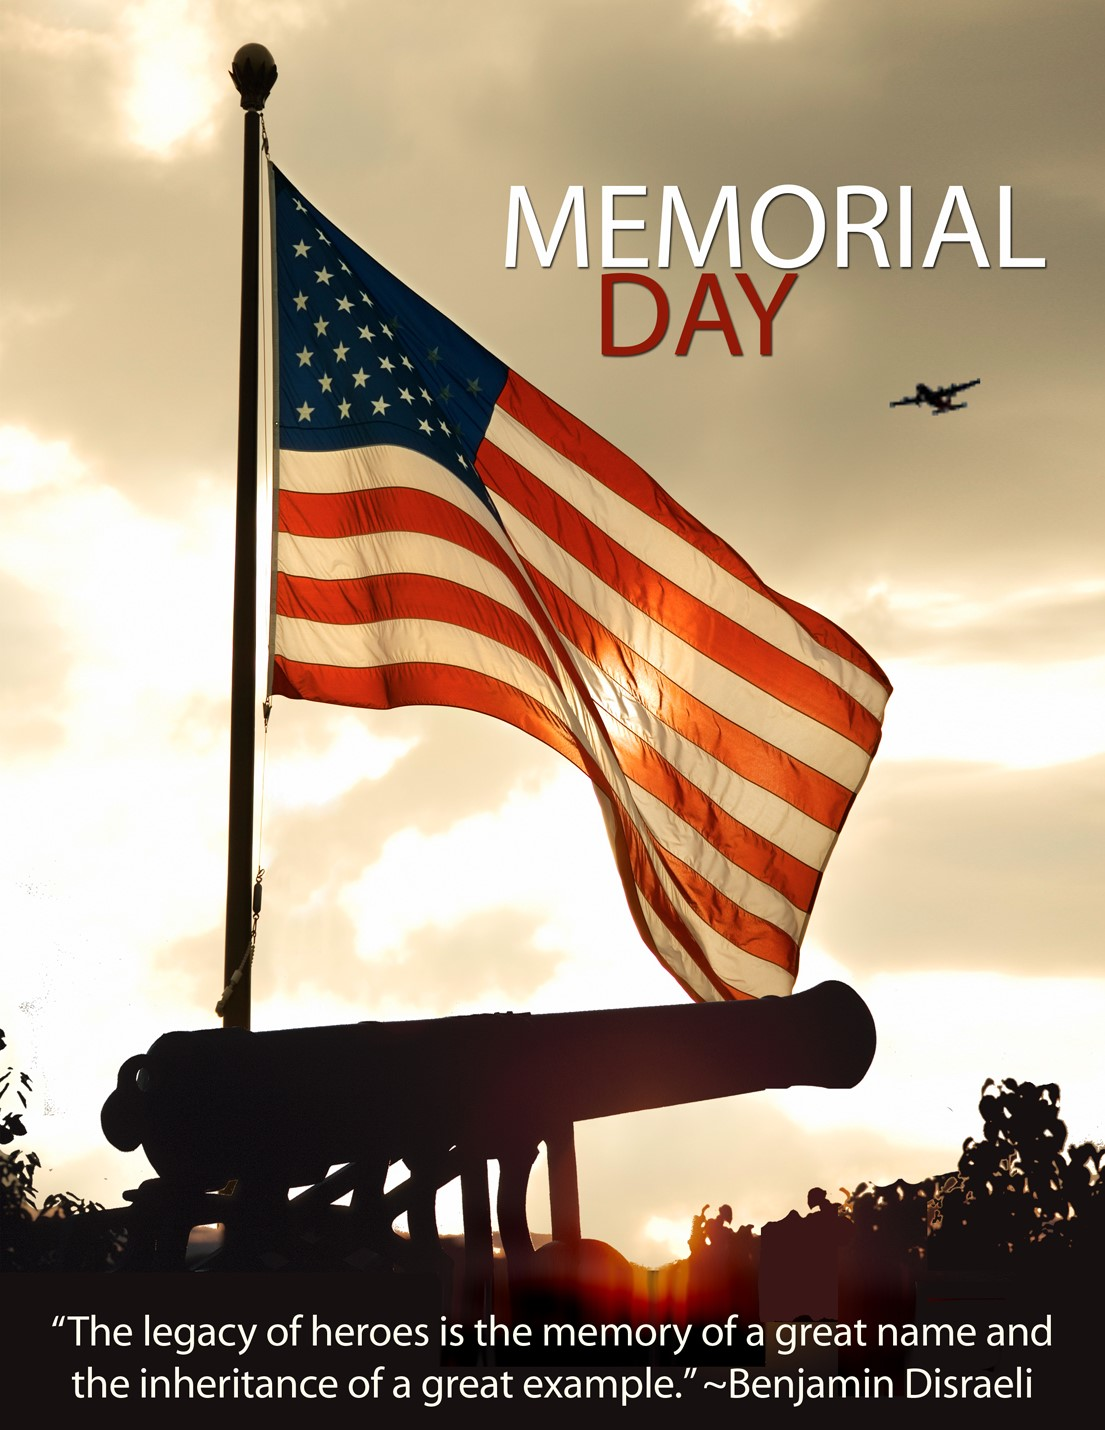 MEMORIAL
DAY
“The legacy of heroes is the memory of a great name and
the inheritance of a great example.” ~Benjamin Disraeli